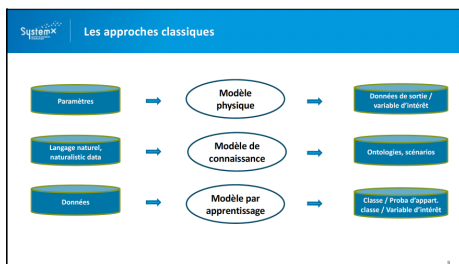 SystemX
Les approches classiques
Paramètres
Modèle
physique
Données de sortie /
variable d'intérêt
Langage naturel,
naturalistic data
Modèle de
connaissance
Ontologies, scénarios
Données
Modèle par
apprentissage
Classe / Proba d'appart.
classe / Variable d'intérêt